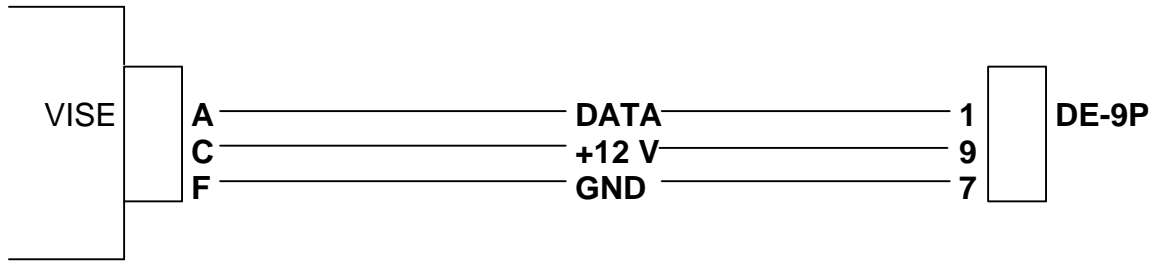 VISE A DATA 1 DE-9P
C +12 V 9
F GND 7